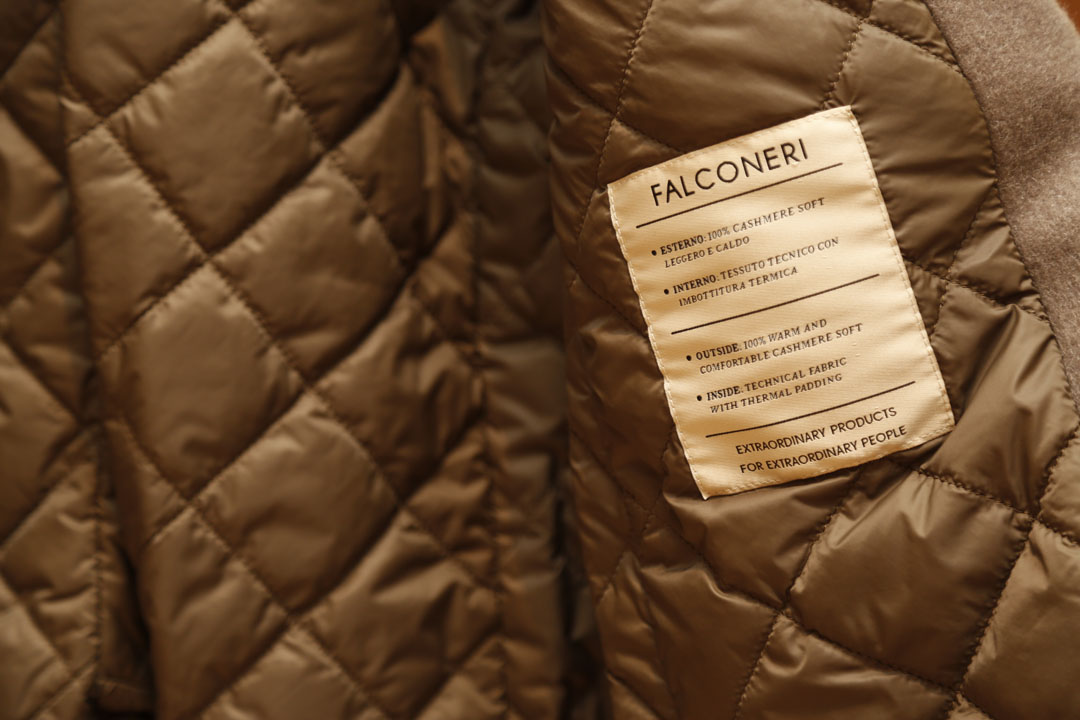 FALCONERI
• ESTERNO: 100% CASHMERE SOFT
LEGGERO E CALDO
• INTERNO: TESSUTO TECNICO CON
IMBOTTITURA TERMICA
• OUTSIDE: 100% WARM AND
COMFORTABLE CASHMERE SOFT
• INSIDE: TECHNICAL FABRIC
WITH THERMAL PADDING
EXTRAORDINARY PRODUCTS
FOR EXTRAORDINARY PEOPLE